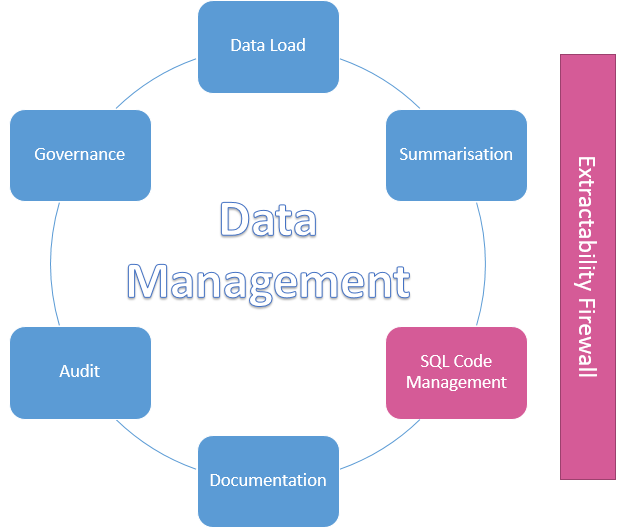 Data Load
Governance
Summarisation
Data
Management
Audit
SQL Code
Management
Documentation
Extractability Firewall